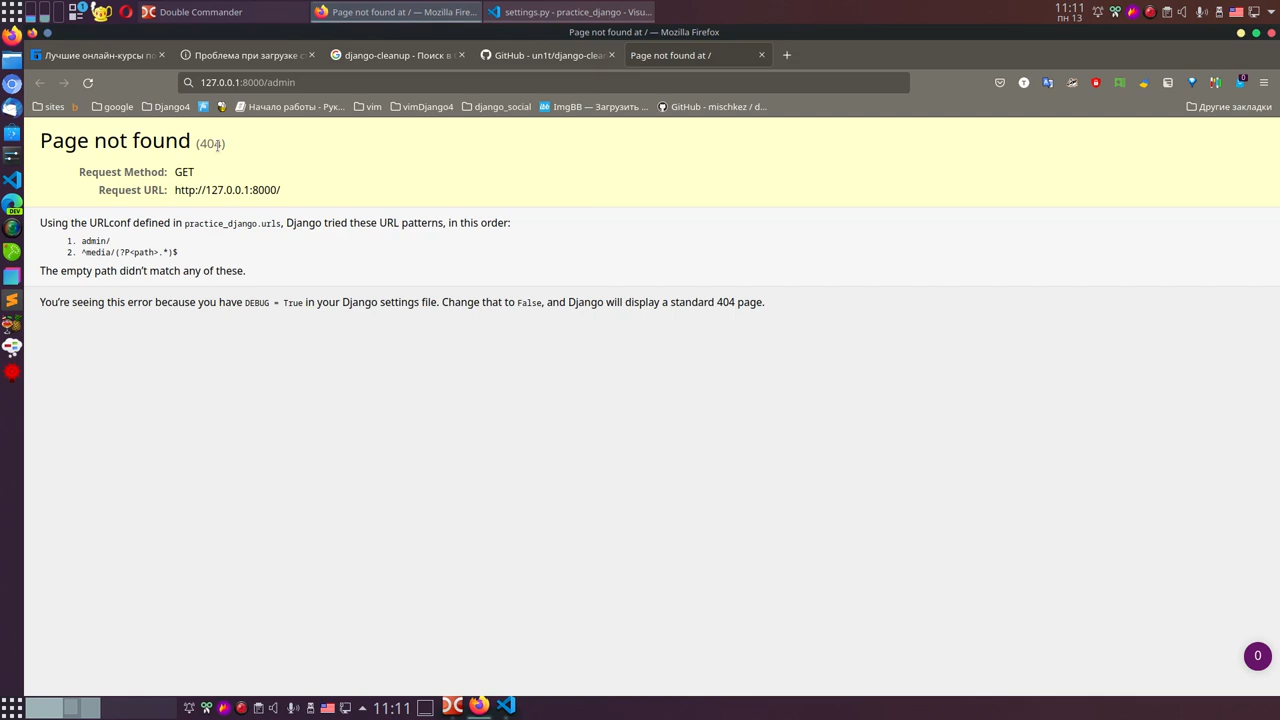 Double Commander
Page not found at / — Mozilla Fire...
settings.py - practice_django - Visu...
11:11
пн 13
Page not found at / — Mozilla Firefox
Лучшие онлайн-курсы по
Проблема при загрузке с
django-cleanup - Поиск в G
GitHub - un1t/django-clear
Page not found at /
127.0.0.1:8000/admin
0
sites
google
Django4
Начало работы - Рук...
vim
vimDjango4
django_social
ImgBB — Загрузить ...
GitHub - mischkez / d...
Другие закладки
Page not found (404)
Request Method: GET
Request URL: http://127.0.0.1:8000/
Using the URLconf defined in practice_django.urls, Django tried these URL patterns, in this order:
1. admin/
2. ^media/(?P<path>.*)$
The empty path didn’t match any of these.
You’re seeing this error because you have DEBUG = True in your Django settings file. Change that to False, and Django will display a standard 404 page.
0
DEV
11:11